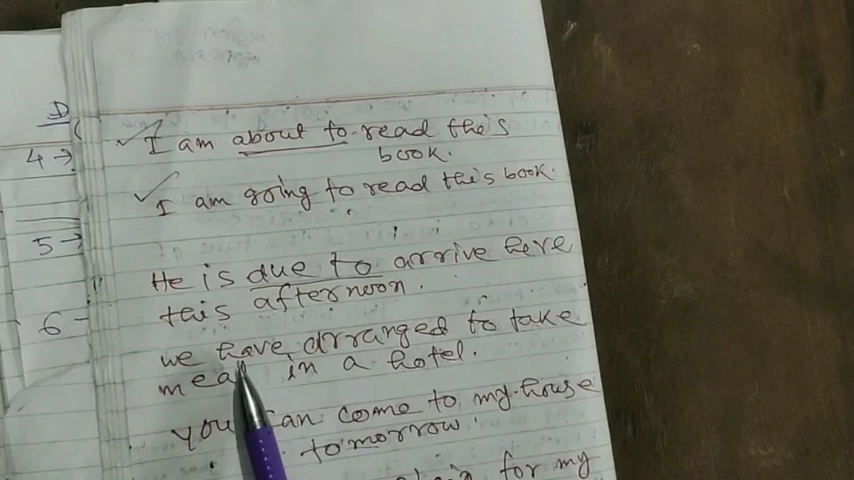 D
4→
5→
6-
I am about to read this
book.
I am going to read this book.
He is due to arrive here
this afternoon.
we have arranged to take
meal in a hotel.
you can come to my house
tomorrow.
for my